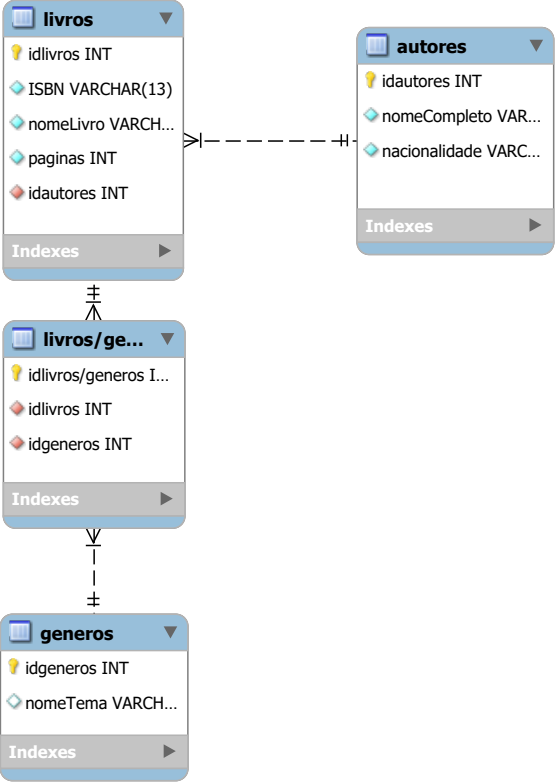 livros
idlivros INT
ISBN VARCHAR(13)
nomeLivro VARCH...
paginas INT
idautores INT
Indexes
autores
idautores INT
nomeCompleto VAR...
nacionalidade VARC...
Indexes
livros/ge...
idlivros/generos I...
idlivros INT
idgeneros INT
Indexes
generos
idgeneros INT
nomeTema VARCH...
Indexes